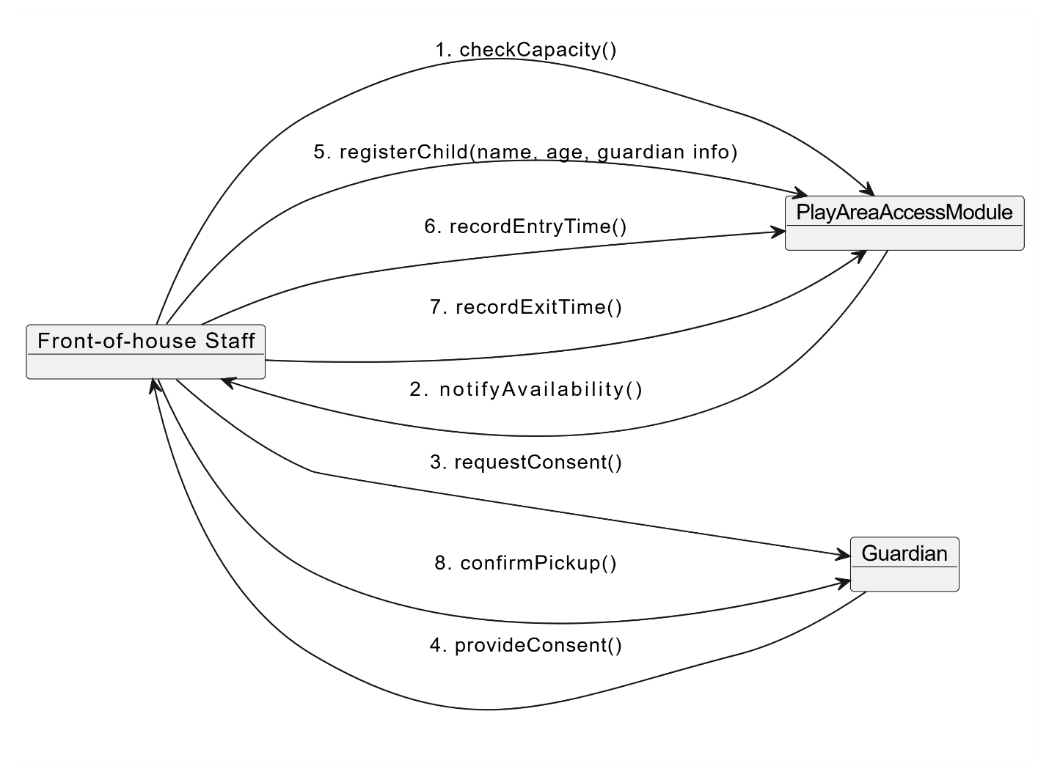 1. checkCapacity()
5. registerChild(name, age, guardian info)
PlayAreaAccessModule
6. recordEntryTime()
7. recordExitTime()
Front-of-house Staff
2. notifyAvailability()
3. requestConsent()
Guardian
8. confirmPickup()
4. provideConsent()